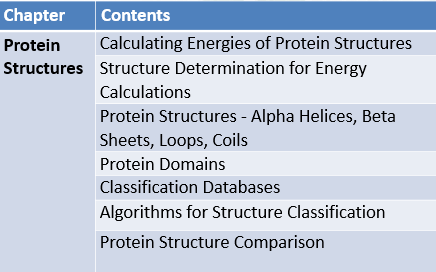 Chapter Contents
Protein Structures
Calculating Energies of Protein Structures
Structure Determination for Energy
Calculations
Protein Structures - Alpha Helices, Beta
Sheets, Loops, Coils
Protein Domains
Classification Databases
Algorithms for Structure Classification
Protein Structure Comparison